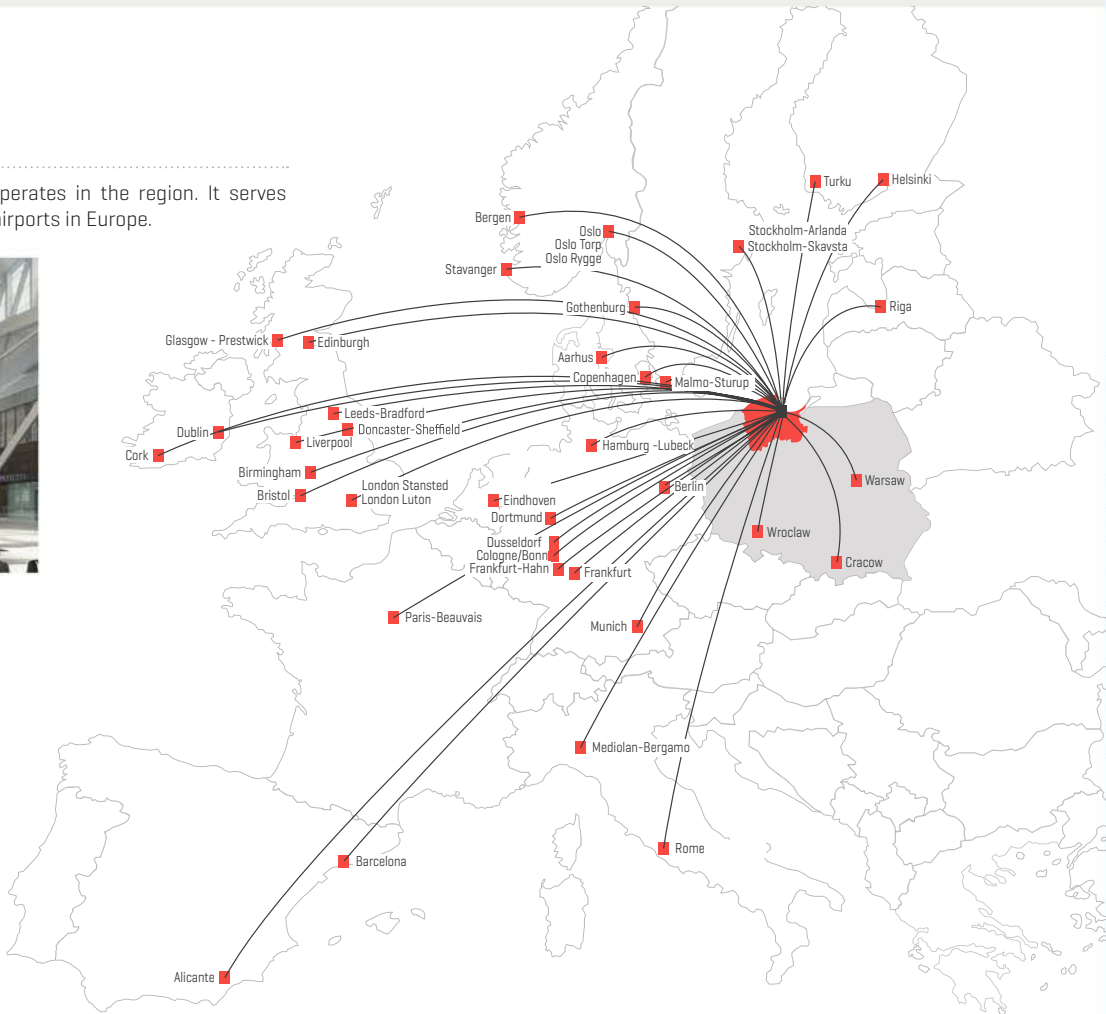 perates in the region. It serves
airports in Europe.
Turku
Helsinki
Bergen
Oslo
Oslo Torp
Oslo Rygge
Stockholm-Arlanda
Stockholm-Skavsta
Stavanger
Gothenburg
Riga
Glasgow - Prestwick
Edinburgh
Aarhus
Copenhagen
Malmo-Sturup
Leeds-Bradford
Doncaster-Sheffield
Dublin
Liverpool
Cork
Hamburg -Lubeck
Birmingham
Bristol
London Stansted
London Luton
Eindhoven
Berlin
Warsaw
Dortmund
Wroclaw
Dusseldorf
Cologne/Bonn
Frankfurt-Hahn
Frankfurt
Cracow
Paris-Beauvais
Munich
Mediolan-Bergamo
Rome
Barcelona
Alicante